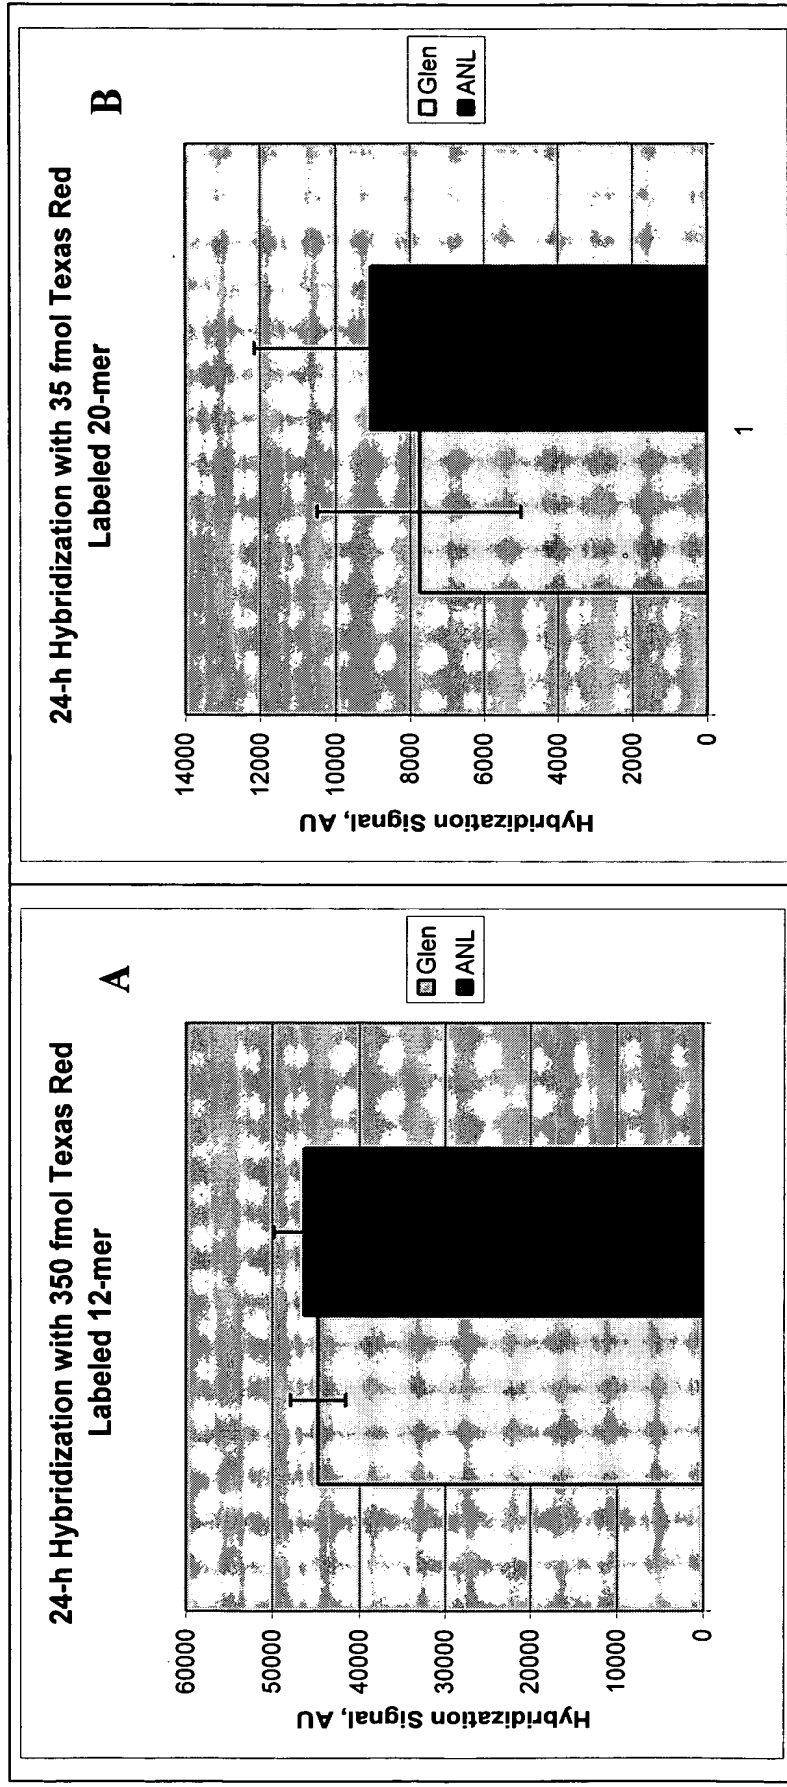 24-h Hybridization with 350 fmol Texas Red
Labeled 12-mer
A
60000
50000
40000
30000
20000
10000
0
Hybridization Signal, AU
Glen
ANL
24-h Hybridization with 35 fmol Texas Red
Labeled 20-mer
B
14000
12000
10000
8000
6000
4000
2000
0
Hybridization Signal, AU
1
Glen
ANL